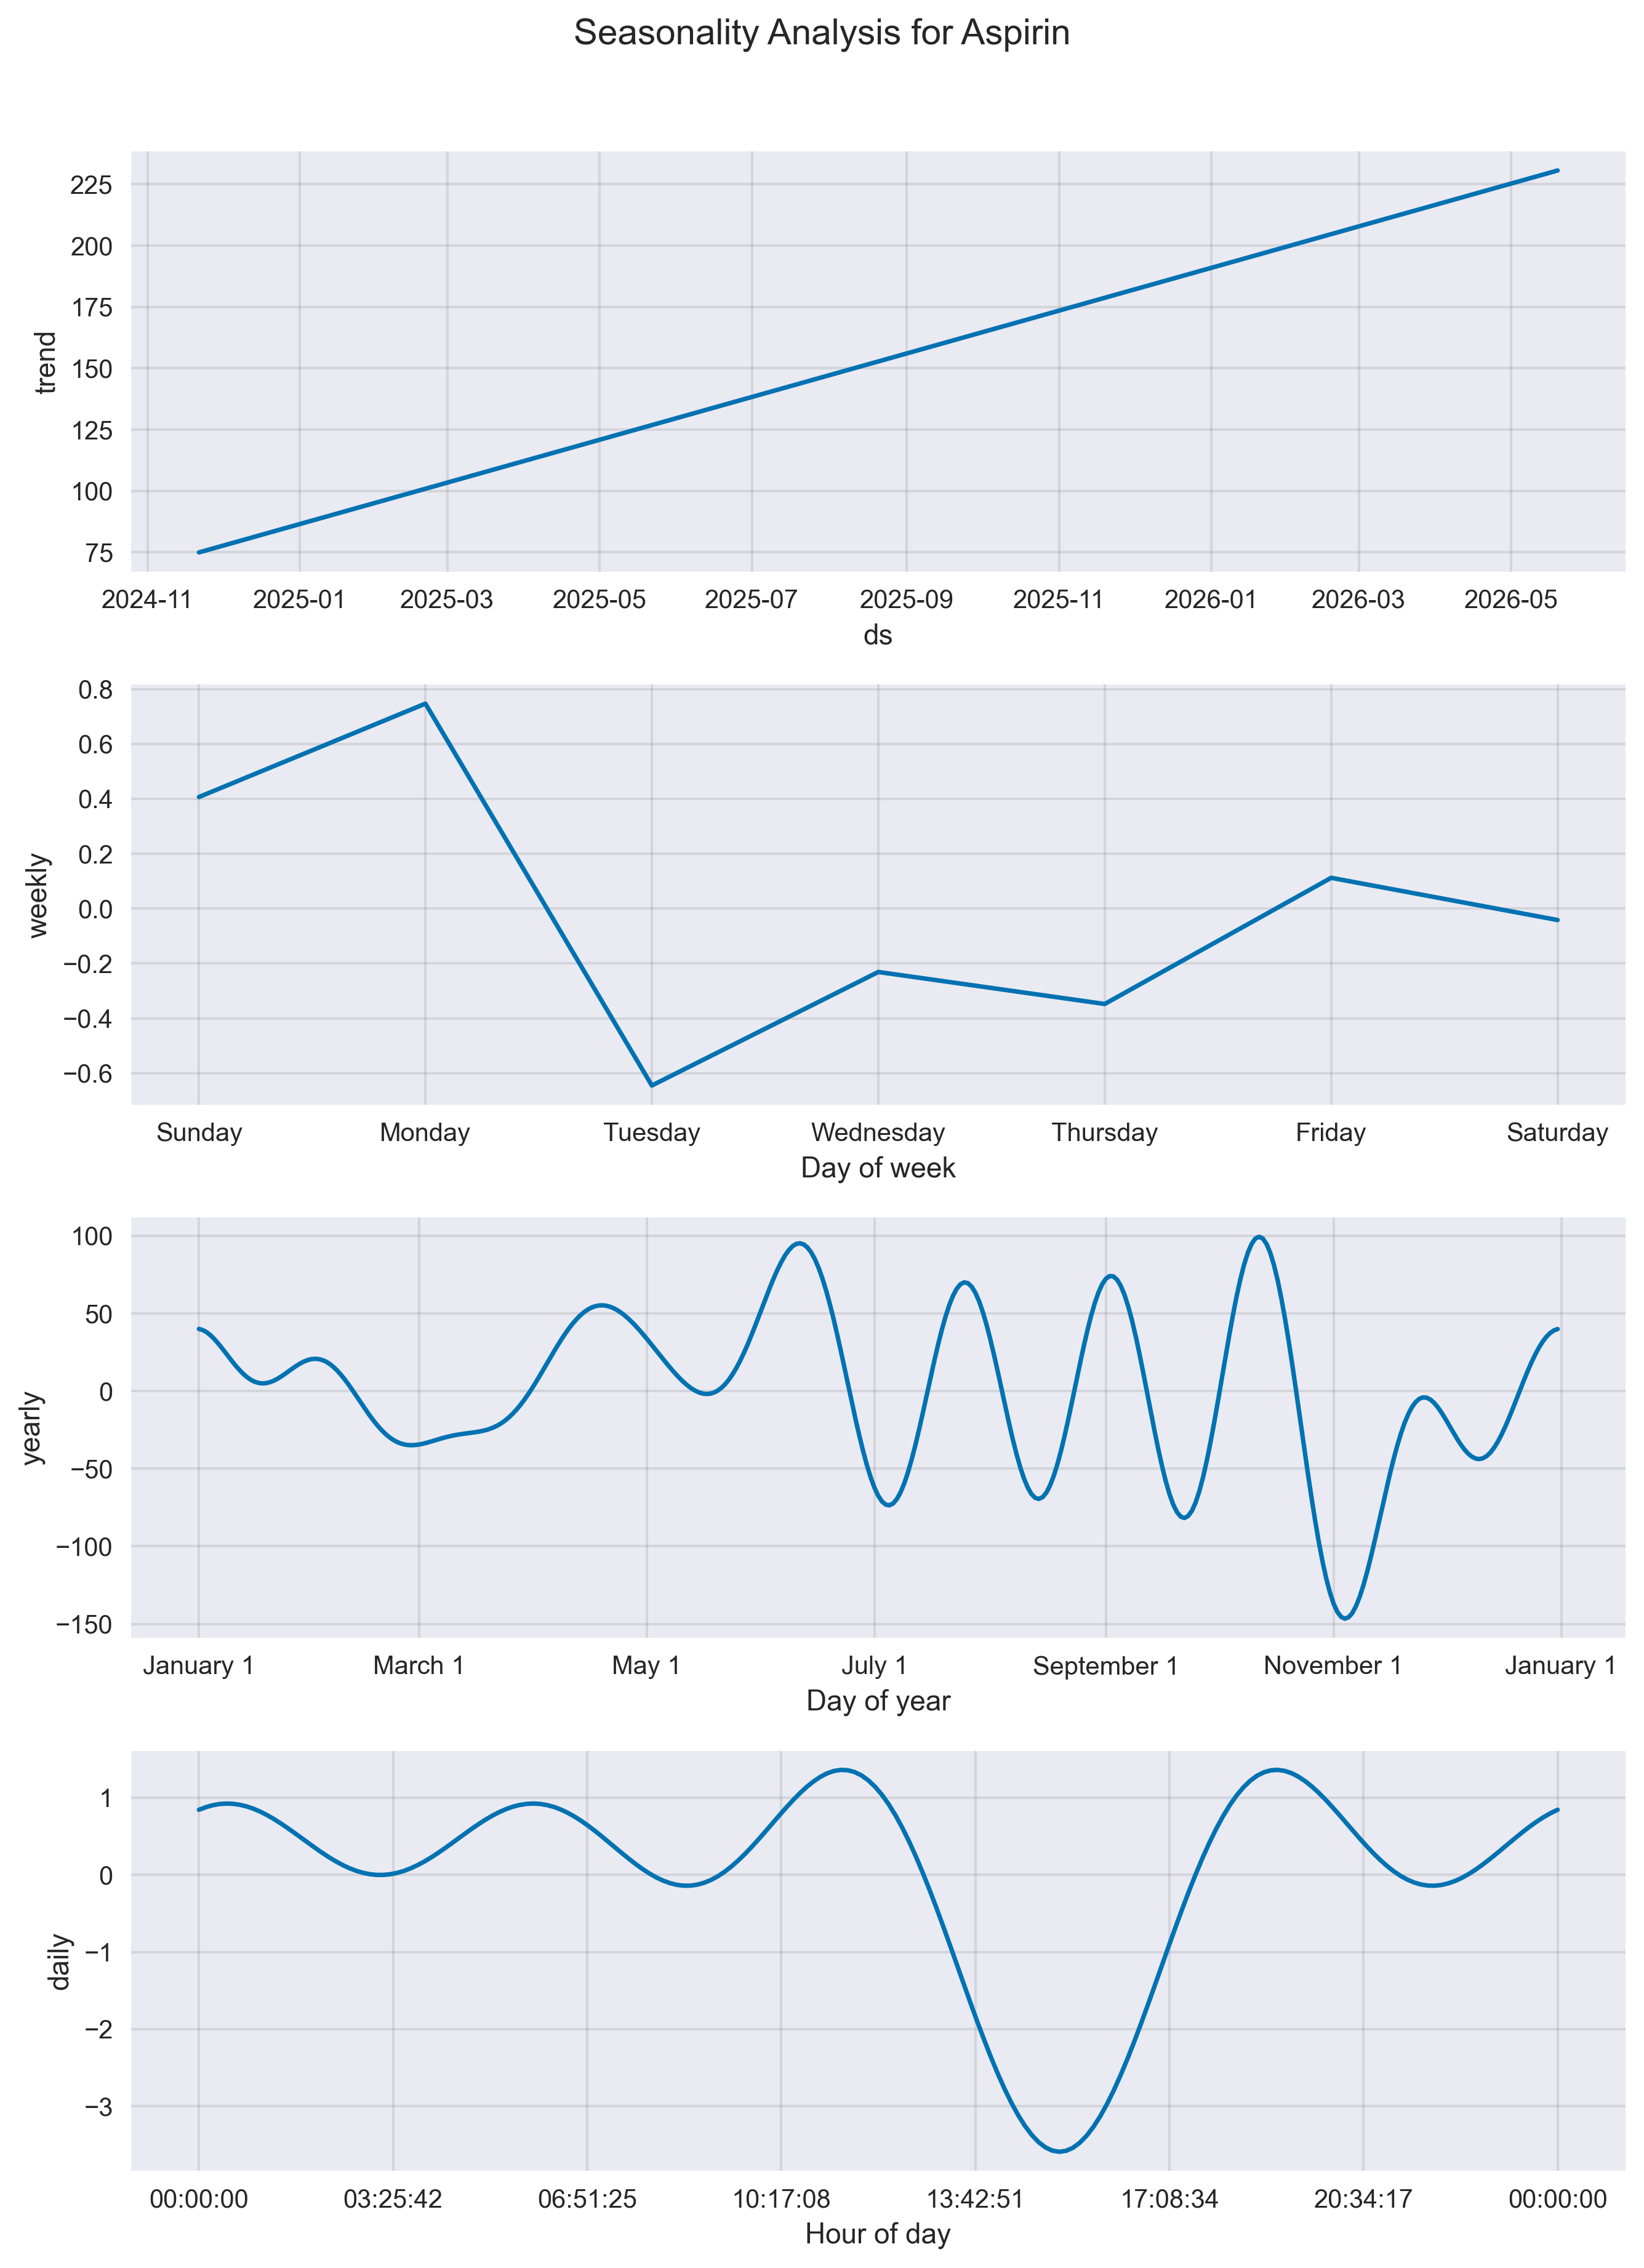 Seasonality Analysis for Aspirin
225
200
175
150
125
100
75
trend
2024-11 2025-01 2025-03 2025-05 2025-07 2025-09 2025-11 2026-01 2026-03 2026-05
ds
0.8
0.6
0.4
0.2
0.0
−0.2
−0.4
−0.6
weekly
Sunday Monday Tuesday Wednesday Thursday Friday Saturday
Day of week
100
50
0
−50
−100
−150
yearly
January 1 March 1 May 1 July 1 September 1 November 1 January 1
Day of year
1
0
−1
−2
−3
daily
00:00:00 03:25:42 06:51:25 10:17:08 13:42:51 17:08:34 20:34:17 00:00:00
Hour of day